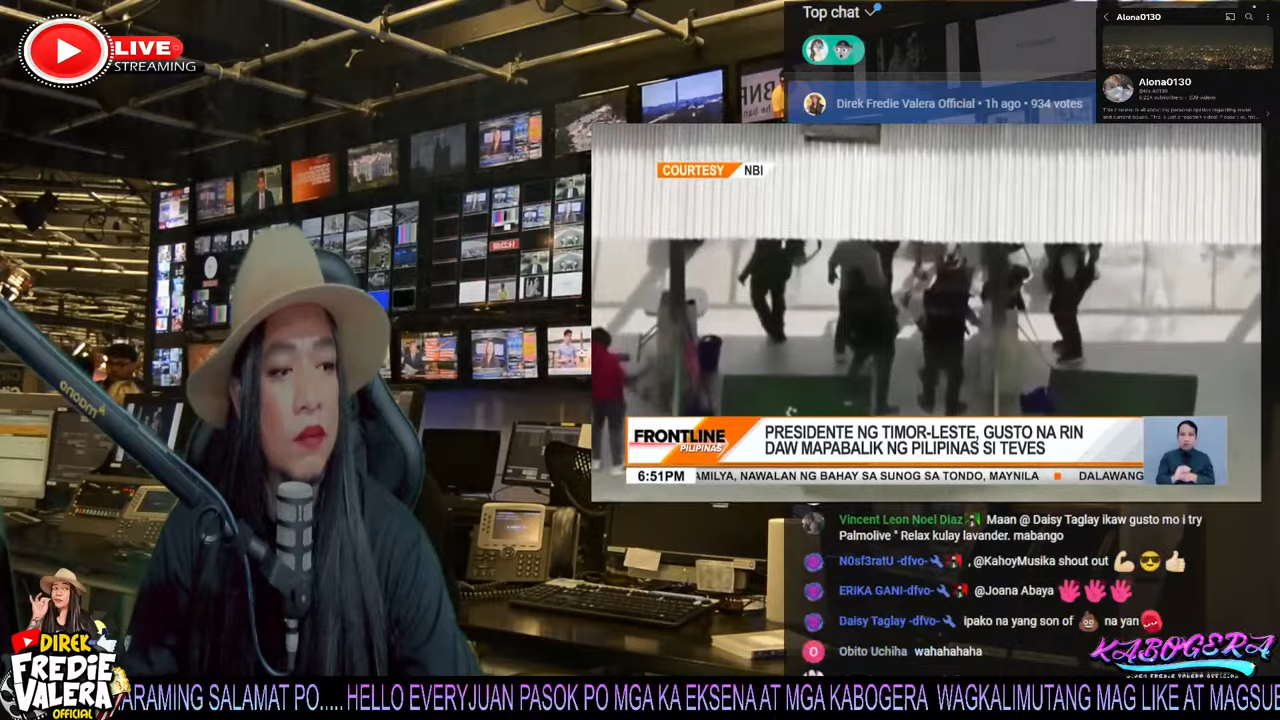 LIVE
STREAMING
Top chat
Direk Fredie Valera Official • 1h ago • 934 votes
Alona0130
Alona0130
COURTESY NBI
FRONTLINE
PILIPINAS
PRESIDENTE NG TIMOR-LESTE, GUSTO NA RIN
DAW MAPABALIK NG PILIPINAS SI TEVES
6:51PM AMILYA, NAWALAN NG BAHAY SA SUNOG SA TONDO, MAYNILA ■ DALAWANG
maono
Vincent Leon Noel Diaz Maan @ Daisy Taglay ikaw gusto mo i try
Palmolive " Relax kulay lavander. mabango
N0sf3ratU -dfvo- , @KahoyMusika shout out 💪 😎 👍
ERIKA GANI-dfvo- @Joana Abaya
Daisy Taglay -dfvo- ipako na yang son of 💩 na yan
Obito Uchiha wahahahaha
DIREK
FREDIE
VALERA
OFFICIAL
KABOGERA
ARAMING SALAMAT PO..... HELLO EVERYJUAN PASOK PO MGA KA EKSENA AT MGA KABOGERA WAGKALIMUTANG MAG LIKE AT MAGSUB